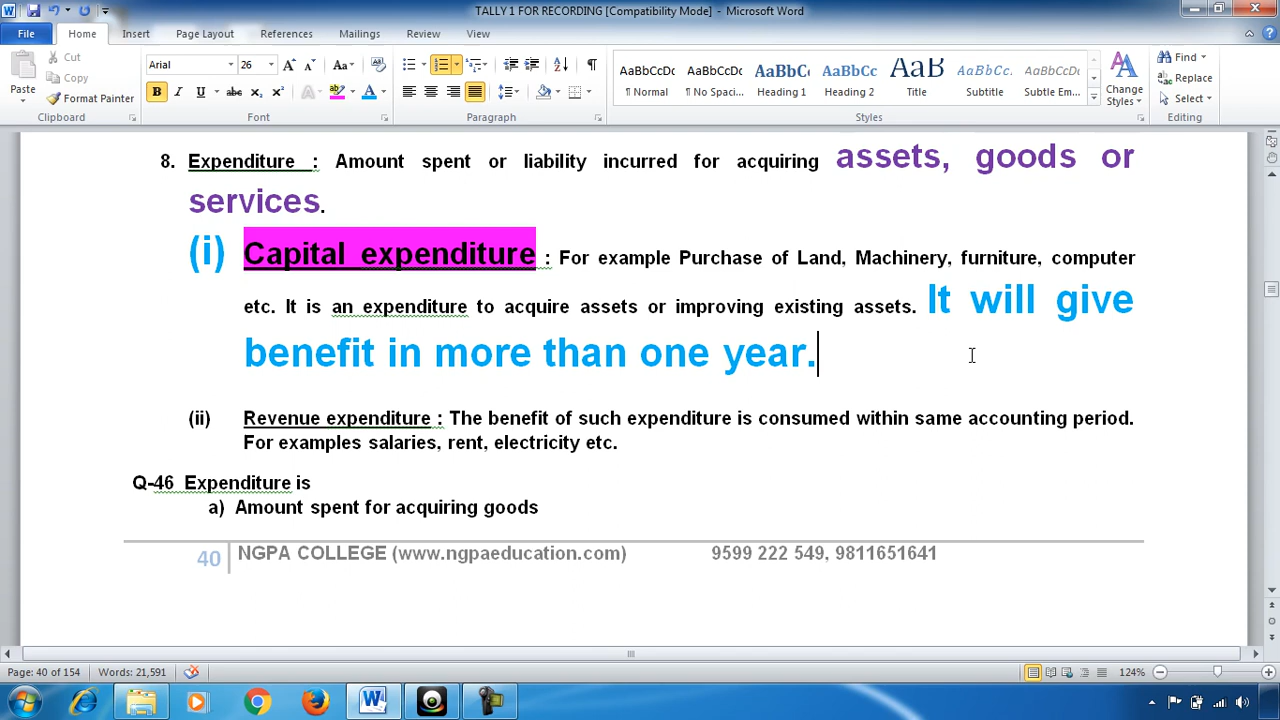 TALLY 1 FOR RECORDING [Compatibility Mode] - Microsoft Word
File Home Insert Page Layout References Mailings Review View
Paste Cut Copy Format Painter
Arial 26
AaBbCcDc AaBbCcDc AaBbCc AaBbCc AaB AaBbCcL AaBbCcDc
¶ Normal ¶ No Spaci... Heading 1 Heading 2 Title Subtitle Subtle Em...
Change Styles
Find Replace Select
Clipboard Font Paragraph Styles Editing
8. Expenditure : Amount spent or liability incurred for acquiring assets, goods or
services.
(i) Capital expenditure : For example Purchase of Land, Machinery, furniture, computer
etc. It is an expenditure to acquire assets or improving existing assets. It will give
benefit in more than one year.
(ii) Revenue expenditure : The benefit of such expenditure is consumed within same accounting period.
For examples salaries, rent, electricity etc.
Q-46 Expenditure is
a) Amount spent for acquiring goods
40 NGPA COLLEGE (www.ngpaeducation.com) 9599 222 549, 9811651641
Page: 40 of 154 Words: 21,591 124%
7:02 PM